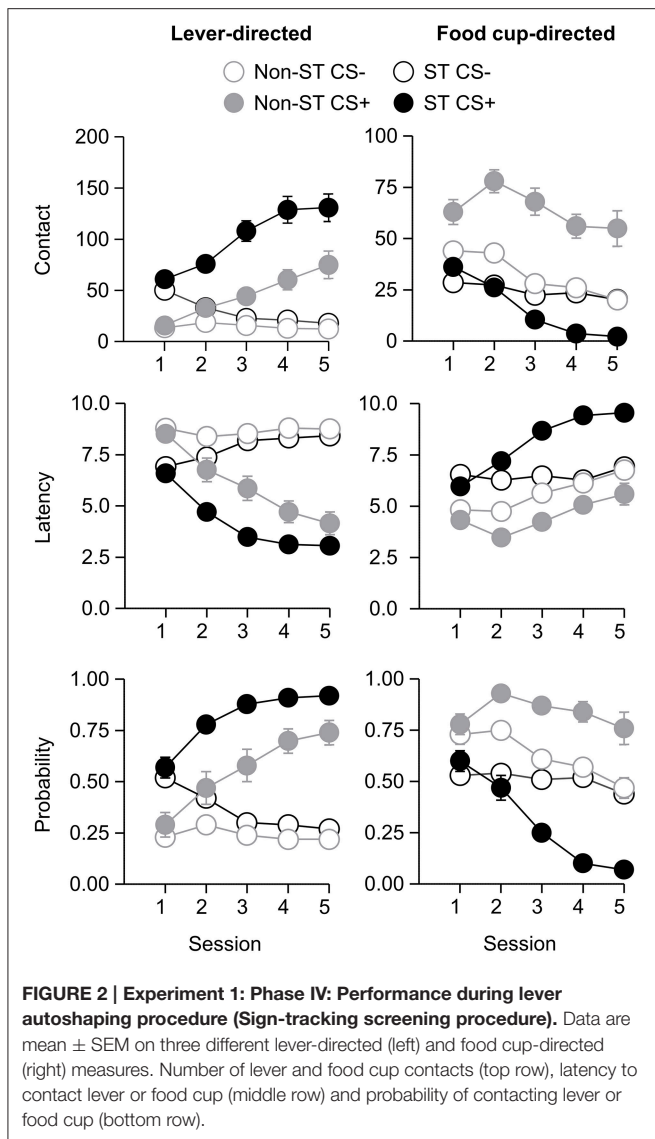 Lever-directed Food cup-directed
Non-ST CS- ST CS-
Non-ST CS+ ST CS+
Contact
200
150
100
50
0
1 2 3 4 5
100
75
50
25
0
1 2 3 4 5
Latency
10.0
7.5
5.0
2.5
0.0
1 2 3 4 5
10.0
7.5
5.0
2.5
0.0
1 2 3 4 5
Probability
1.00
0.75
0.50
0.25
0.00
1 2 3 4 5
Session
1.00
0.75
0.50
0.25
0.00
1 2 3 4 5
Session
FIGURE 2 | Experiment 1: Phase IV: Performance during lever
autoshaping procedure (Sign-tracking screening procedure). Data are
mean ± SEM on three different lever-directed (left) and food cup-directed
(right) measures. Number of lever and food cup contacts (top row), latency to
contact lever or food cup (middle row) and probability of contacting lever or
food cup (bottom row).